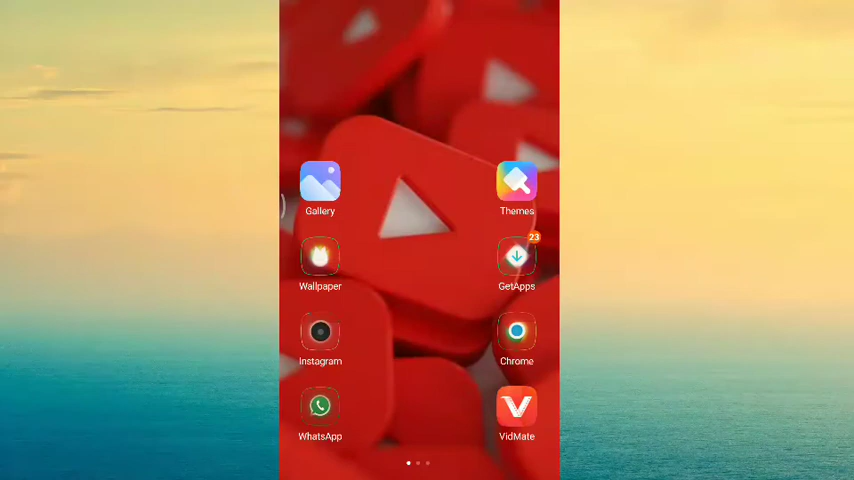 Gallery
Themes
23
Wallpaper
GetApps
Instagram
Chrome
WhatsApp
VidMate